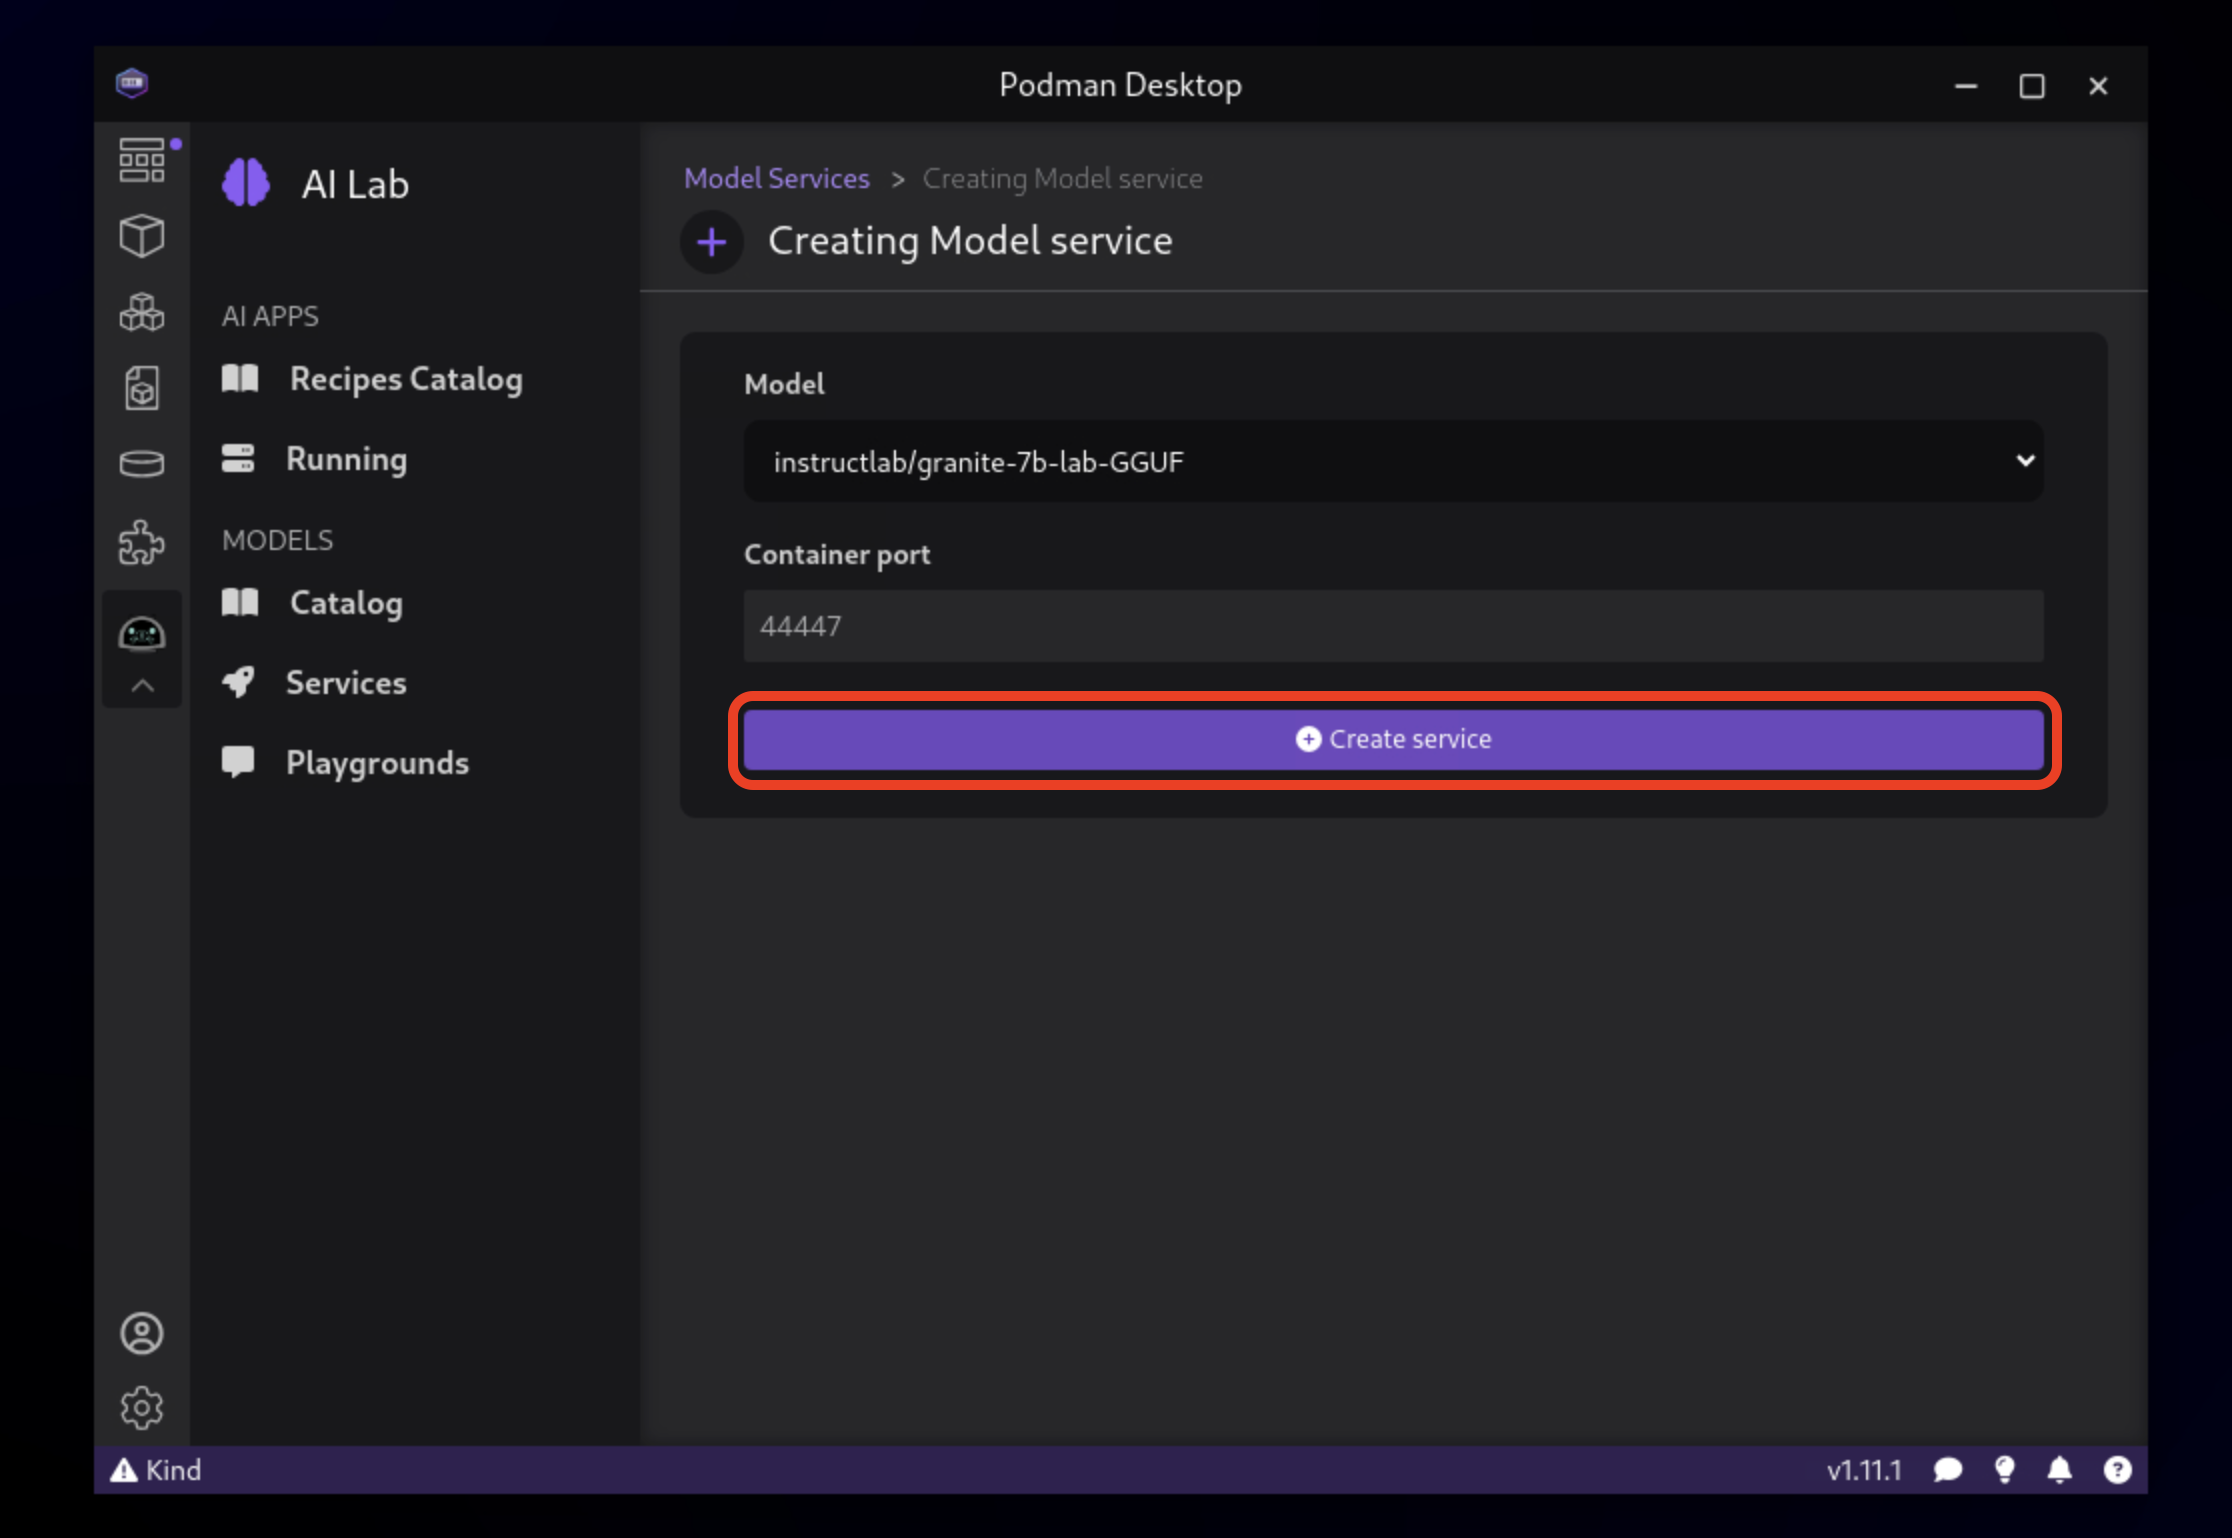 Podman Desktop
AI Lab
AI APPS
Recipes Catalog
Running
MODELS
Catalog
Services
Playgrounds
Model Services > Creating Model service
Creating Model service
Model
instructlab/granite-7b-lab-GGUF
Container port
44447
Create service
Kind
v1.11.1